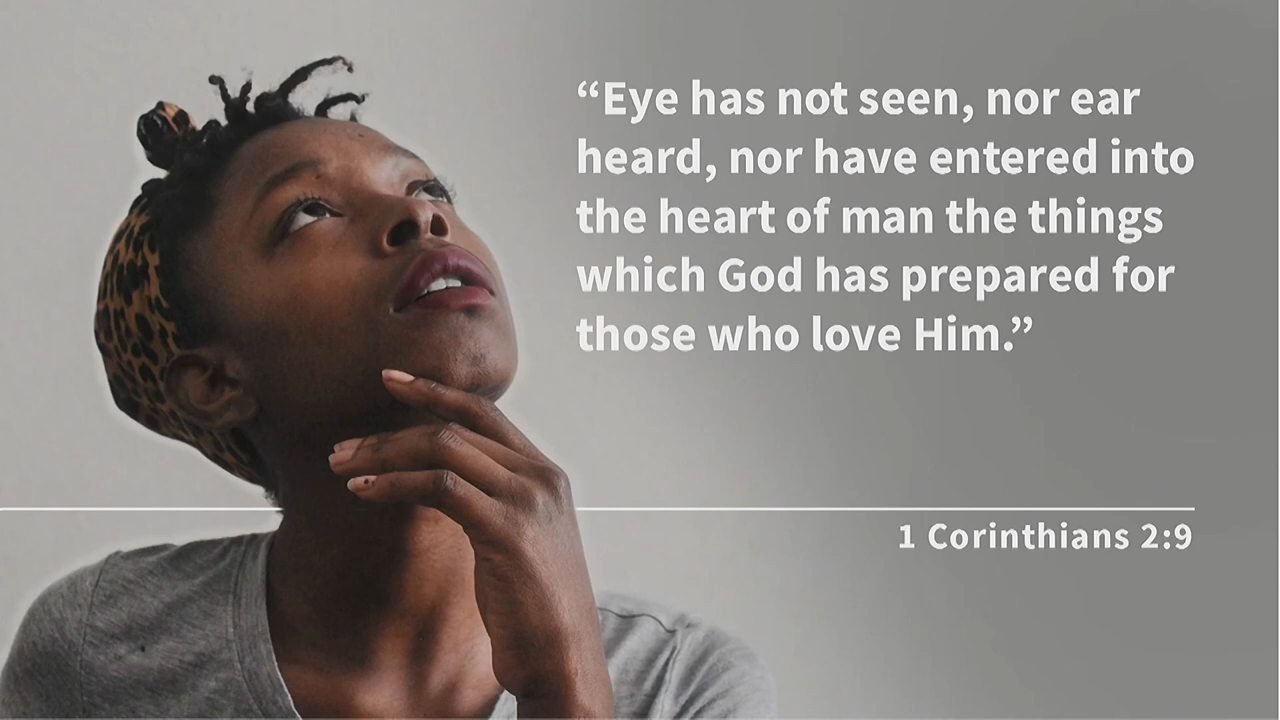 “Eye has not seen, nor ear
heard, nor have entered into
the heart of man the things
which God has prepared for
those who love Him.”
1 Corinthians 2:9